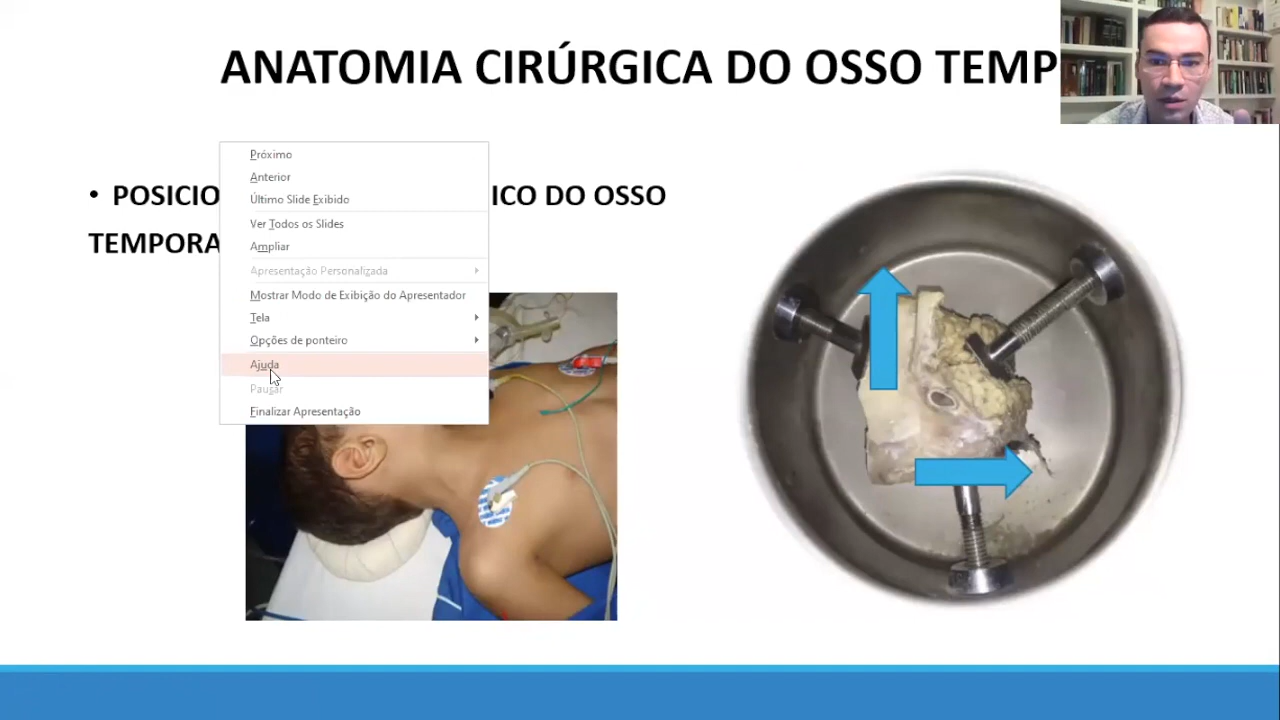 ANATOMIA CIRÚRGICA DO OSSO TEMP
• POSICIO
ICO DO OSSO
TEMPORA
Próximo
Anterior
Último Slide Exibido
Ver Todos os Slides
Ampliar
Apresentação Personalizada
Mostrar Modo de Exibição do Apresentador
Tela
Opções de ponteiro
Ajuda
Pausar
Finalizar Apresentação